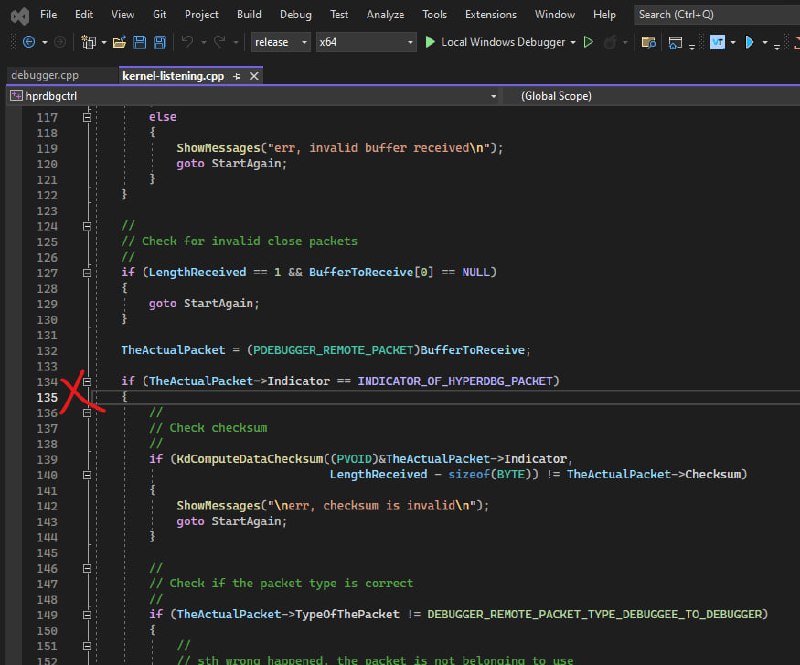 File Edit View Git Project Build Debug Test Analyze Tools Extensions Window Help Search (Ctrl+Q)
release x64 Local Windows Debugger
debugger.cpp kernel-listening.cpp
hprdbgctrl (Global Scope)
117 else
118 {
119 ShowMessages("err, invalid buffer received\n");
120 goto StartAgain;
121 }
122 }
123
124 //
125 // Check for invalid close packets
126 //
127 if (LengthReceived == 1 && BufferToReceive[0] == NULL)
128 {
129 goto StartAgain;
130 }
131
132 TheActualPacket = (PDEBUGGER_REMOTE_PACKET)BufferToReceive;
133
134 if (TheActualPacket->Indicator == INDICATOR_OF_HYPERDBG_PACKET)
135 {
136 //
137 // Check checksum
138 //
139 if (KdComputeDataChecksum((PVOID)&TheActualPacket->Indicator,
140 LengthReceived - sizeof(BYTE)) != TheActualPacket->Checksum)
141 {
142 ShowMessages("\nerr, checksum is invalid\n");
143 goto StartAgain;
144 }
145
146 //
147 // Check if the packet type is correct
148 //
149 if (TheActualPacket->TypeOfThePacket != DEBUGGER_REMOTE_PACKET_TYPE_DEBUGGEE_TO_DEBUGGER)
150 {
151 //
152 // sth wrong happened, the packet is not belonging to use